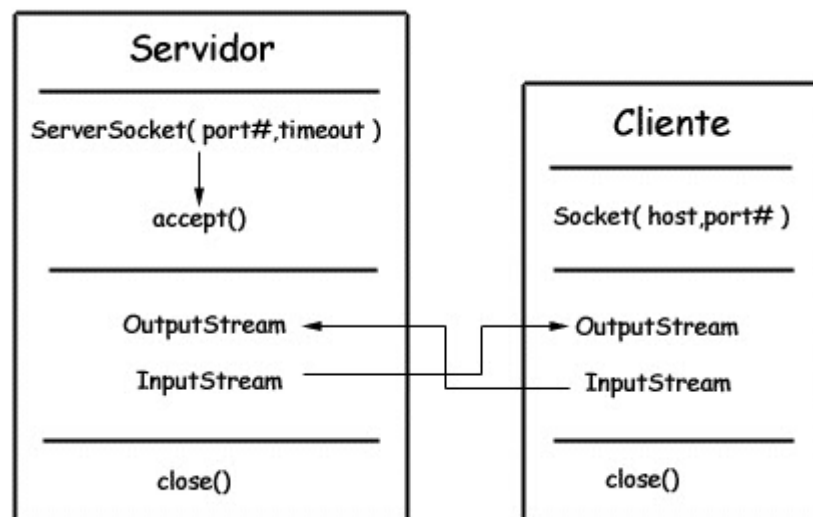 Servidor
ServerSocket( port#,timeout )
accept()
OutputStream
InputStream
close()
Cliente
Socket( host,port# )
OutputStream
InputStream
close()